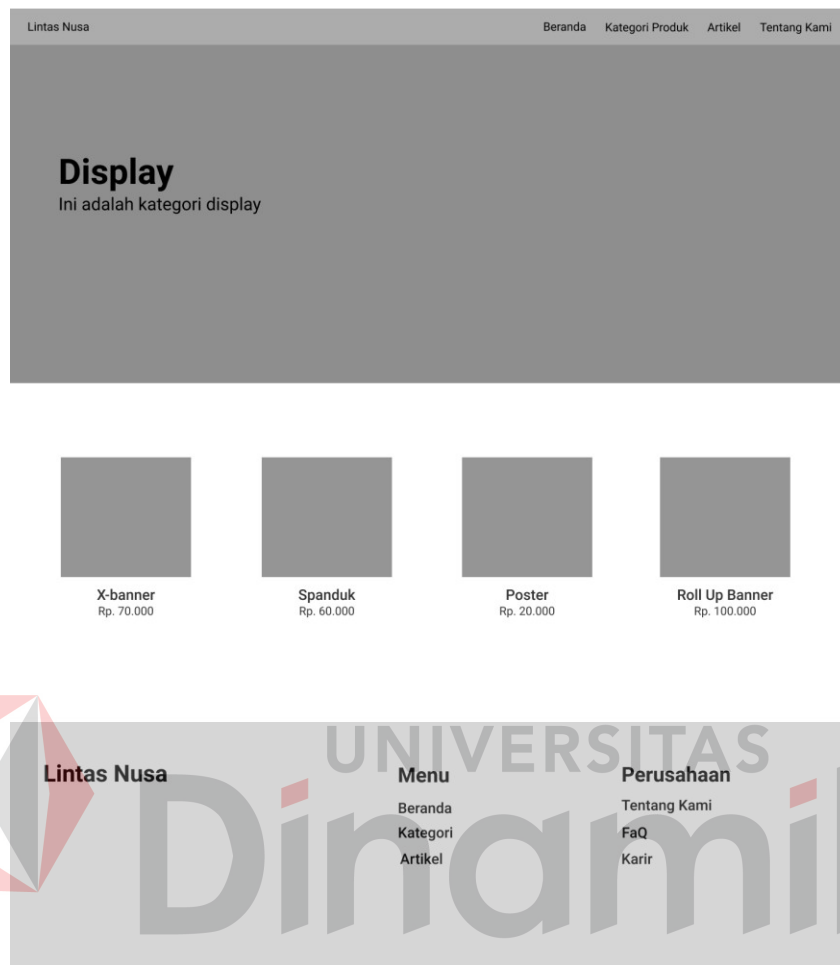 Lintas Nusa
Beranda Kategori Produk Artikel Tentang Kami
Display
Ini adalah kategori display
X-banner
Rp. 70.000
Spanduk
Rp. 60.000
Poster
Rp. 20.000
Roll Up Banner
Rp. 100.000
UNIVERSITAS
Lintas Nusa
Menu
Beranda
Kategori
Artikel
Perusahaan
Tentang Kami
FaQ
Karir